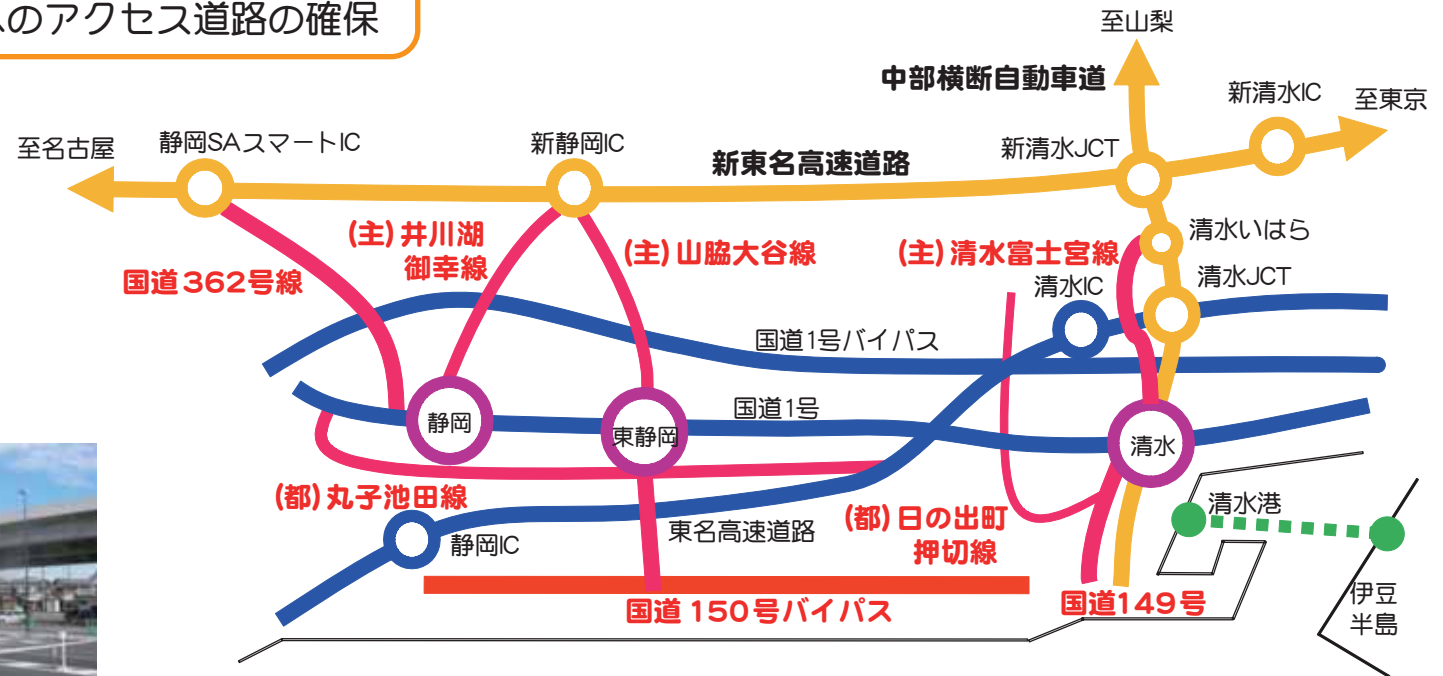 のアクセス道路の確保
至山梨
中部横断自動車道
新清水IC
至東京
至名古屋
静岡SAスマートIC
新静岡IC
新東名高速道路
新清水JCT
(主)井川湖
御幸線
(主)山脇大谷線
(主)清水富士宮線
清水いはら
国道362号線
清水IC
清水JCT
国道1号バイパス
国道1号
静岡
東静岡
清水
(都)丸子池田線
静岡IC
東名高速道路
(都)日の出町
押切線
清水港
国道150号バイパス
国道149号
伊豆
半島